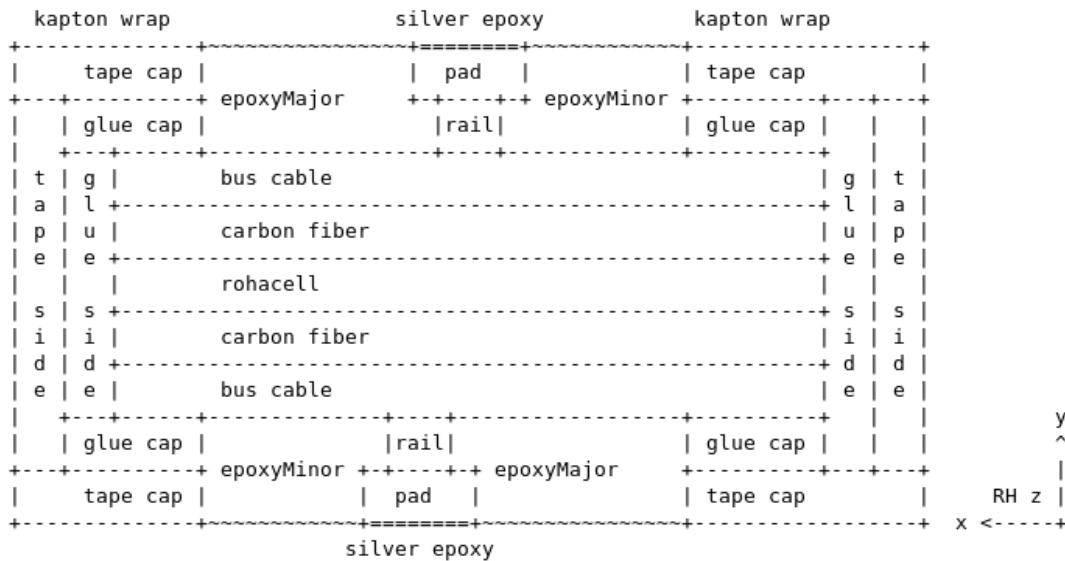 kapton wrap                  silver epoxy            kapton wrap
+--------------+~~~~~~~~~~~~~~~~+========+~~~~~~~~~~~~+------------------+
|     tape cap |                |  pad   |            | tape cap         |
+---+----------+ epoxyMajor     +-+----+-+ epoxyMinor +----------+---+---+
|   | glue cap |                  |rail|              | glue cap |   |   |
|   +---+------+------------------+----+--------------+----------+   |   |
| t | g |        bus cable                                       | g | t |
| a | l +--------------------------------------------------------+ l | a |
| p | u |        carbon fiber                                    | u | p |
| e | e +--------------------------------------------------------+ e | e |
|   |   |        rohacell                                        |   |   |
| s | s +--------------------------------------------------------+ s | s |
| i | i |        carbon fiber                                    | i | i |
| d | d +--------------------------------------------------------+ d | d |
| e | e |        bus cable                                       | e | e |
|   +---+------+--------------+----+------------------+----------+   |   |          y
|   | glue cap |              |rail|                  | glue cap |   |   |          ^
+---+----------+ epoxyMinor +-+----+-+ epoxyMajor     +----------+---+---+          |
|     tape cap |            |  pad   |                | tape cap         |     RH z |
+--------------+~~~~~~~~~~~~+========+~~~~~~~~~~~~~~~~+------------------+  x <-----+
                           silver epoxy